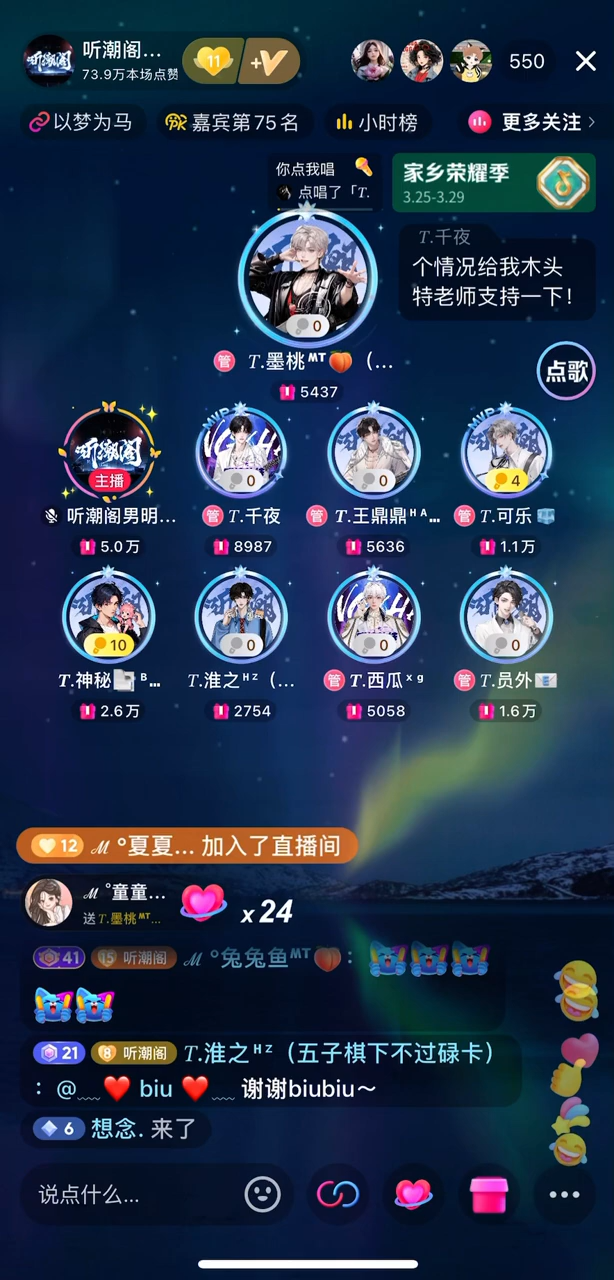 听潮阁
听潮阁...
73.9万本场点赞
11
+
550
以梦为马
嘉宾第75名
小时榜
更多关注
你点我唱
点唱了「T.
家乡荣耀季
3.25-3.29
T.千夜
个情况给我木头
特老师支持一下!
0
管 T.墨桃ᴹᵀ🍑（...
5437
点歌
听潮阁
主播
MVP
0
0
MVP
4
听潮阁男明...
管 T.千夜
管 T.王鼎鼎ᴴᴬ...
管 T.可乐
5.0万
8987
5636
1.1万
10
0
0
0
T.神秘 ᴮ...
T.淮之ᴴᶻ（...
管 T.西瓜ˣᵍ
管 T.员外
2.6万
2754
5058
1.6万
12 ℳ °夏夏... 加入了直播间
ℳ °童童...
送 T.墨桃ᴹᵀ...
x 24
41 15 听潮阁 ℳ °兔兔鱼ᴹᵀ🍑：
21 8 听潮阁 T.淮之ᴴᶻ（五子棋下不过碌卡）
：@﹏❤️ biu ❤️﹏ 谢谢biubiu～
6 想念. 来了
说点什么...